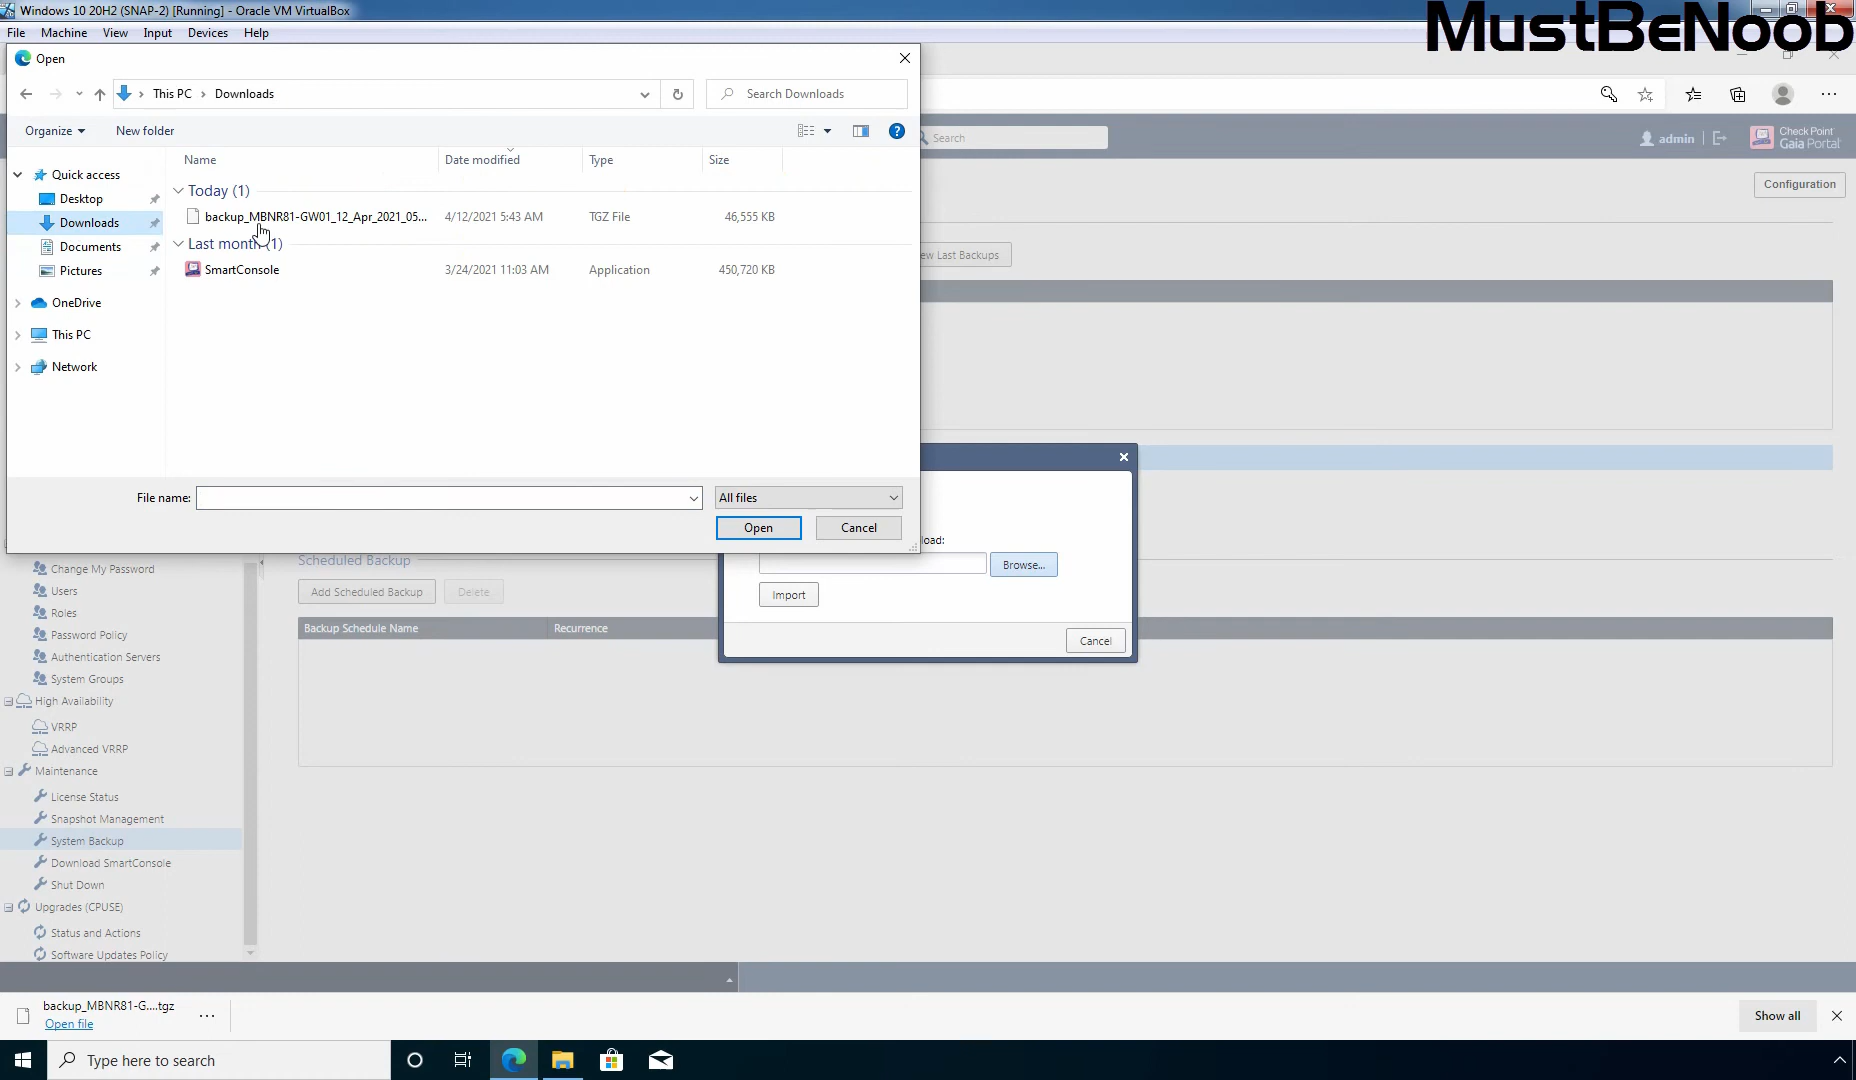 Windows 10 20H2 (SNAP-2) [Running] - Oracle VM VirtualBox
MustBeNoob
File Machine View Input Devices Help
Open
This PC > Downloads
Search Downloads
Organize New folder
Search
admin
Check Point
Gaia Portal
Name Date modified Type Size
Configuration
Quick access
Today (1)
Desktop
backup_MBNR81-GW01_12_Apr_2021_05... 4/12/2021 5:43 AM TGZ File 46,555 KB
Downloads
Documents
Last month (1)
ew Last Backups
Pictures
SmartConsole 3/24/2021 11:03 AM Application 450,720 KB
OneDrive
This PC
Network
File name:
All files
Open Cancel
load:
Browse...
Import
Cancel
Scheduled Backup
Add Scheduled Backup Delete
Backup Schedule Name Recurrence
Change My Password
Users
Roles
Password Policy
Authentication Servers
System Groups
High Availability
VRRP
Advanced VRRP
Maintenance
License Status
Snapshot Management
System Backup
Download SmartConsole
Shut Down
Upgrades (CPUSE)
Status and Actions
Software Updates Policy
backup_MBNR81-G....tgz
Open file
Show all
Type here to search